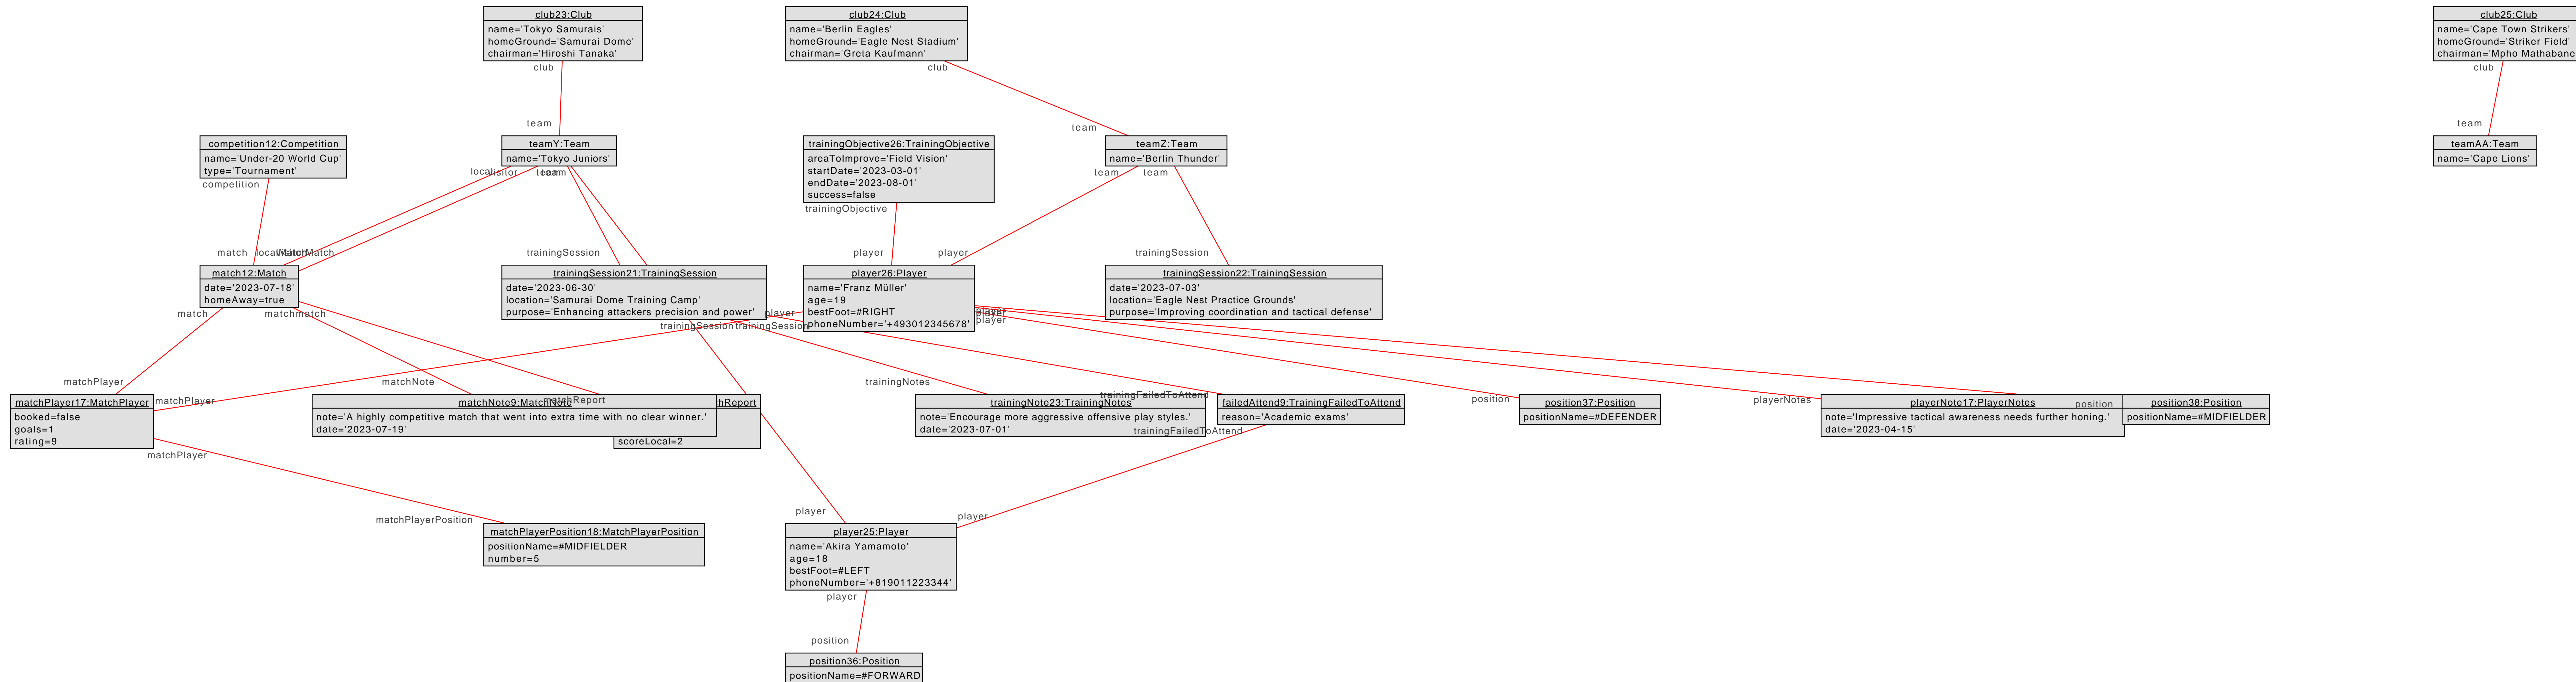 club23:Club
name='Tokyo Samurais'
homeGround='Samurai Dome'
chairman='Hiroshi Tanaka'
club24:Club
name='Berlin Eagles'
homeGround='Eagle Nest Stadium'
chairman='Greta Kaufmann'
club25:Club
name='Cape Town Strikers'
homeGround='Striker Field'
chairman='Mpho Mathabane'
club
club
club
team
team
team
competition12:Competition
name='Under-20 World Cup'
type='Tournament'
teamY:Team
name='Tokyo Juniors'
trainingObjective26:TrainingObjective
areaToImprove='Field Vision'
startDate='2023-03-01'
endDate='2023-08-01'
success=false
teamZ:Team
name='Berlin Thunder'
teamAA:Team
name='Cape Lions'
competition
local
visitor
team
team
trainingObjective
team
team
match
localMatch
visitorMatch
trainingSession
player
player
trainingSession
match12:Match
date='2023-07-18'
homeAway=true
trainingSession21:TrainingSession
date='2023-06-30'
location='Samurai Dome Training Camp'
purpose='Enhancing attackers precision and power'
player26:Player
name='Franz Müller'
age=19
bestFoot=#RIGHT
phoneNumber='+493012345678'
trainingSession22:TrainingSession
date='2023-07-03'
location='Eagle Nest Practice Grounds'
purpose='Improving coordination and tactical defense'
match
match
match
trainingSession
trainingSession
player
player
player
matchPlayer
matchPlayer
matchNote
matchReport
trainingNotes
trainingFailedToAttend
position
playerNotes
position
matchPlayer17:MatchPlayer
booked=false
goals=1
rating=9
matchNote9:MatchNote
note='A highly competitive match that went into extra time with no clear winner.'
date='2023-07-19'
hReport
scoreLocal=2
trainingNote23:TrainingNotes
note='Encourage more aggressive offensive play styles.'
date='2023-07-01'
failedAttend9:TrainingFailedToAttend
reason='Academic exams'
position37:Position
positionName=#DEFENDER
playerNote17:PlayerNotes
note='Impressive tactical awareness needs further honing.'
date='2023-04-15'
position38:Position
positionName=#MIDFIELDER
trainingFailedToAttend
matchPlayer
matchPlayerPosition
player
player
matchPlayerPosition18:MatchPlayerPosition
positionName=#MIDFIELDER
number=5
player25:Player
name='Akira Yamamoto'
age=18
bestFoot=#LEFT
phoneNumber='+819011223344'
player
position
position36:Position
positionName=#FORWARD